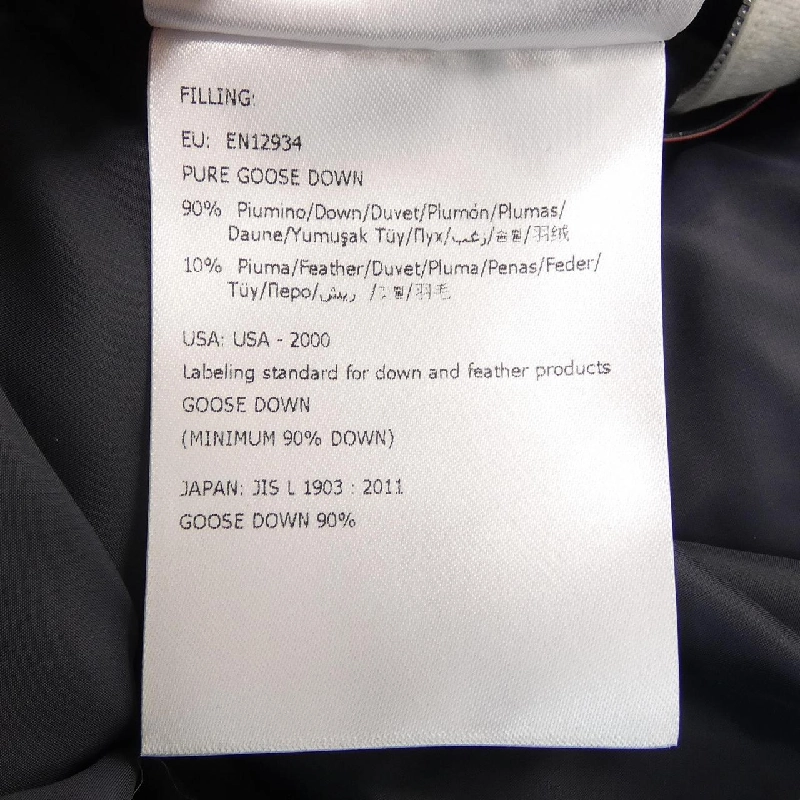 FILLING:
EU: EN12934
PURE GOOSE DOWN
90% Piumino/Down/Duvet/Plumón/Plumas/
Daune/Yumuşak Tüy/Пух/زغب/솜털/羽绒
10% Piuma/Feather/Duvet/Pluma/Penas/Feder/
Tüy/Перо/ريش /깃털/羽毛
USA: USA - 2000
Labeling standard for down and feather products
GOOSE DOWN
(MINIMUM 90% DOWN)
JAPAN: JIS L 1903 : 2011
GOOSE DOWN 90%